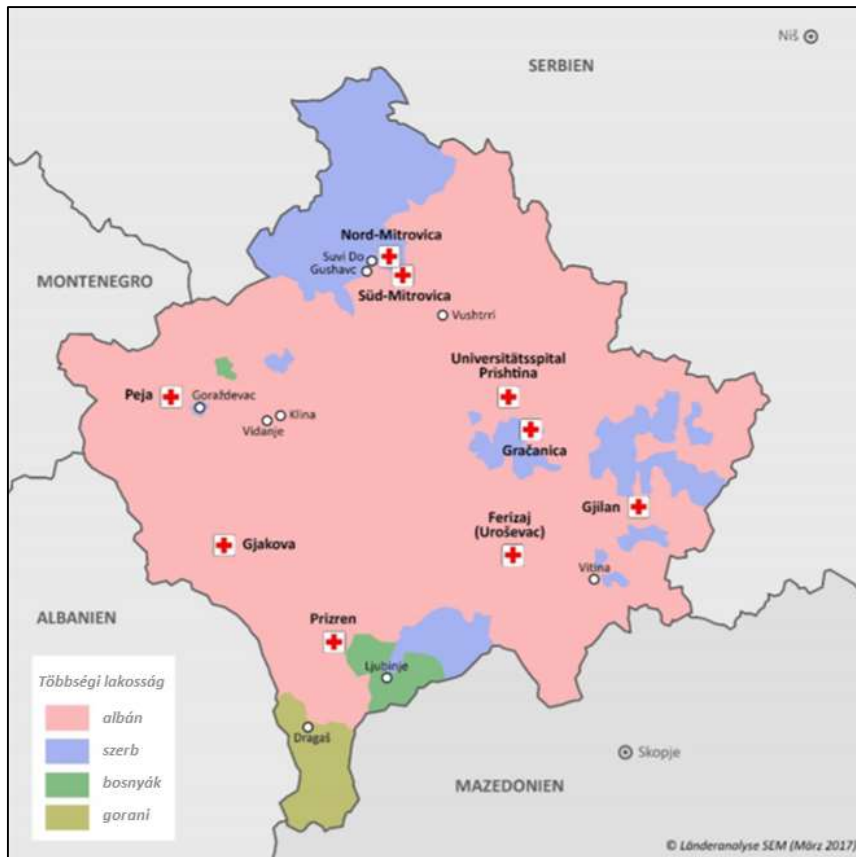 Niš
SERBIEN
Nord-Mitrovica
Suvi Do
Gushavc
MONTENEGRO
Süd-Mitrovica
Vushtrri
Universitätsspital
Prishtina
Peja
Goraždevac
Klina
Vidanje
Gračanica
Gjilan
Ferizaj
(Uroševac)
Gjakova
Vitina
ALBANIEN
Prizren
Ljubinje
Többségi lakosság
albán
szerb
bosnyák
gorani
Dragaš
Skopje
MAZEDONIEN
© Länderanalyse SEM (März 2017)